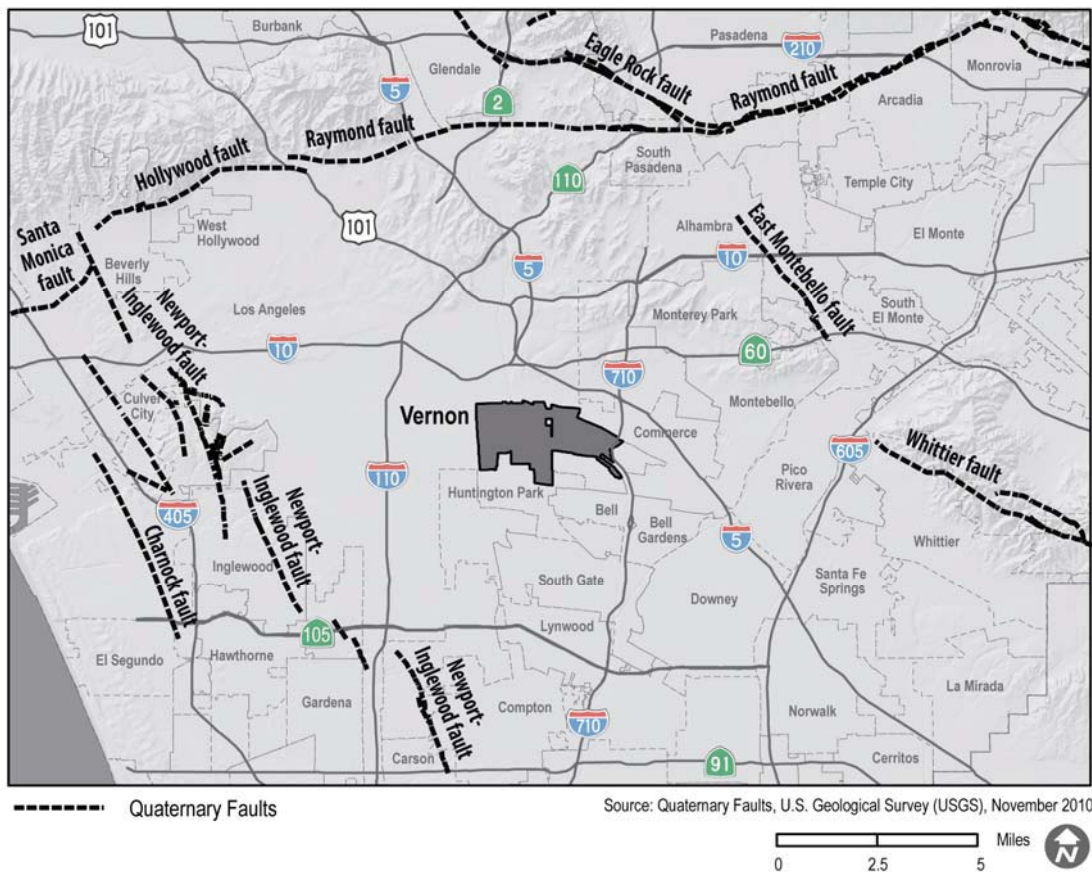 101
Burbank
Pasadena
210
Glendale
Eagle Rock fault
Monrovia
5
2
Raymond fault
Arcadia
Raymond fault
South
Pasadena
Hollywood fault
110
Temple City
101
West
Hollywood
Alhambra
East Montebello fault
El Monte
Santa
Monica
fault
Beverly
Hills
5
10
Newport-
Inglewood fault
Los Angeles
Monterey Park
South
El Monte
10
60
710
Culver
City
Vernon
Montebello
Commerce
605
Whittier fault
110
Pico
Rivera
Huntington Park
405
Bell
Bell
Gardens
5
Whittier
Newport-
Inglewood fault
Charnock fault
Inglewood
South Gate
Downey
Santa Fe
Springs
105
Lynwood
El Segundo
Hawthorne
Newport-
Inglewood fault
La Mirada
Gardena
Compton
710
Norwalk
Carson
91
Cerritos
Quaternary Faults
Source: Quaternary Faults, U.S. Geological Survey (USGS), November 2010
Miles
N
0
2.5
5